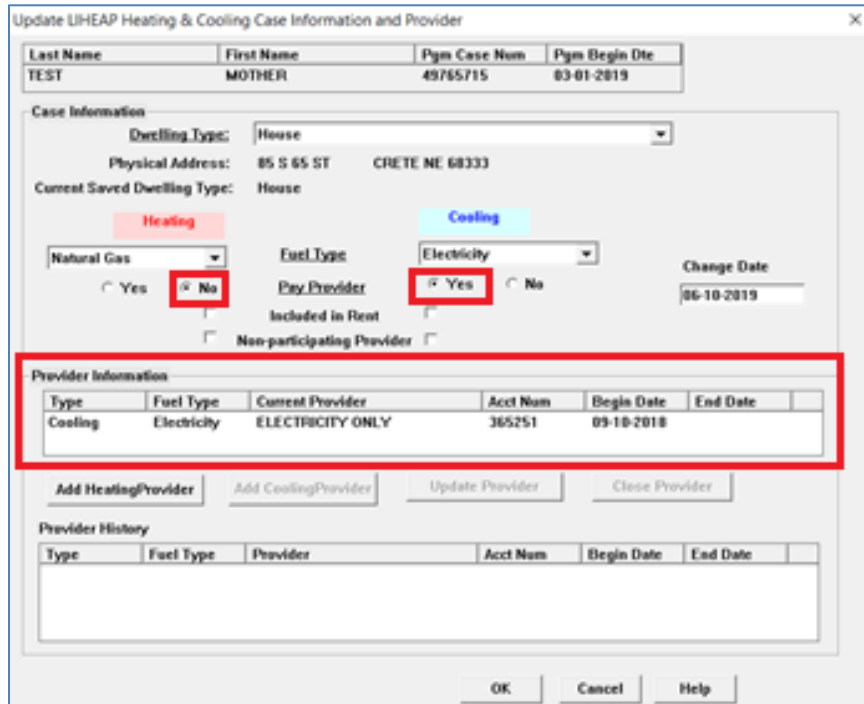 Update LIHEAP Heating & Cooling Case Information and Provider
Last Name First Name Pgm Case Num Pgm Begin Dte
TEST MOTHER 49765715 03-01-2019
Case Information
Dwelling Type: House
Physical Address: 85 S 65 ST CRETE NE 68333
Current Saved Dwelling Type: House
Heating Cooling
Natural Gas Fuel Type Electricity
Change Date
Yes No Pay Provider Yes No
06-10-2019
Included in Rent
Non-participating Provider
Provider Information
Type Fuel Type Current Provider Acct Num Begin Date End Date
Cooling Electricity ELECTRICITY ONLY 365251 09-10-2018
Add HeatingProvider Add CoolingProvider Update Provider Close Provider
Provider History
Type Fuel Type Provider Acct Num Begin Date End Date
OK Cancel Help